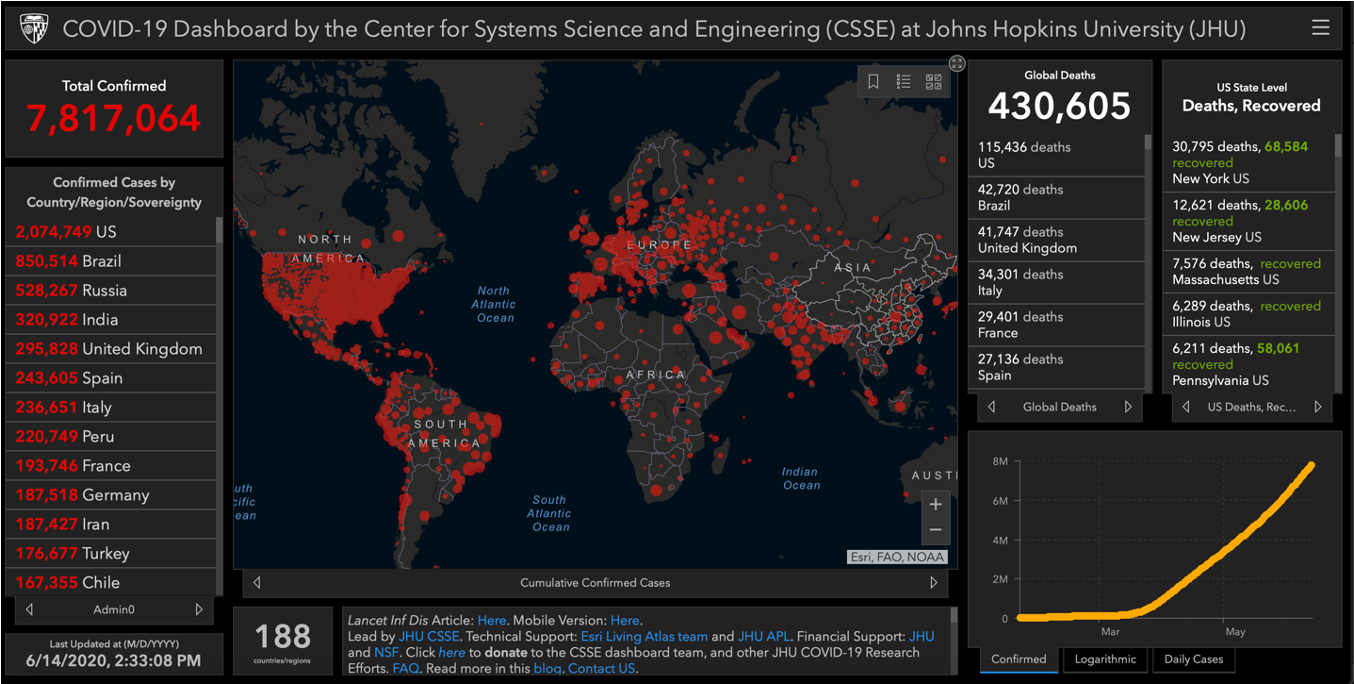 COVID-19 Dashboard by the Center for Systems Science and Engineering (CSSE) at Johns Hopkins University (JHU)
Total Confirmed
7,817,064
Confirmed Cases by
Country/Region/Sovereignty
2,074,749 US
850,514 Brazil
528,267 Russia
320,922 India
295,828 United Kingdom
243,605 Spain
236,651 Italy
220,749 Peru
193,746 France
187,518 Germany
187,427 Iran
176,677 Turkey
167,355 Chile
Admin0
Last Updated at (M/D/YYYY)
6/14/2020, 2:33:08 PM
NORTH
AMERICA
North
Atlantic
Ocean
EUROPE
ASIA
AFRICA
SOUTH
AMERICA
uth
cific
ean
South
Atlantic
Ocean
Indian
Ocean
AUST
+
−
Esri, FAO, NOAA
Cumulative Confirmed Cases
188
countries/regions
Lancet Inf Dis Article: Here. Mobile Version: Here.
Lead by JHU CSSE. Technical Support: Esri Living Atlas team and JHU APL. Financial Support: JHU
and NSF. Click here to donate to the CSSE dashboard team, and other JHU COVID-19 Research
Efforts. FAQ. Read more in this blog. Contact US.
Global Deaths
430,605
115,436 deaths
US
42,720 deaths
Brazil
41,747 deaths
United Kingdom
34,301 deaths
Italy
29,401 deaths
France
27,136 deaths
Spain
Global Deaths
US State Level
Deaths, Recovered
30,795 deaths, 68,584
recovered
New York US
12,621 deaths, 28,606
recovered
New Jersey US
7,576 deaths, recovered
Massachusetts US
6,289 deaths, recovered
Illinois US
6,211 deaths, 58,061
recovered
Pennsylvania US
US Deaths, Rec...
8M
6M
4M
2M
0
Mar
May
Confirmed
Logarithmic
Daily Cases